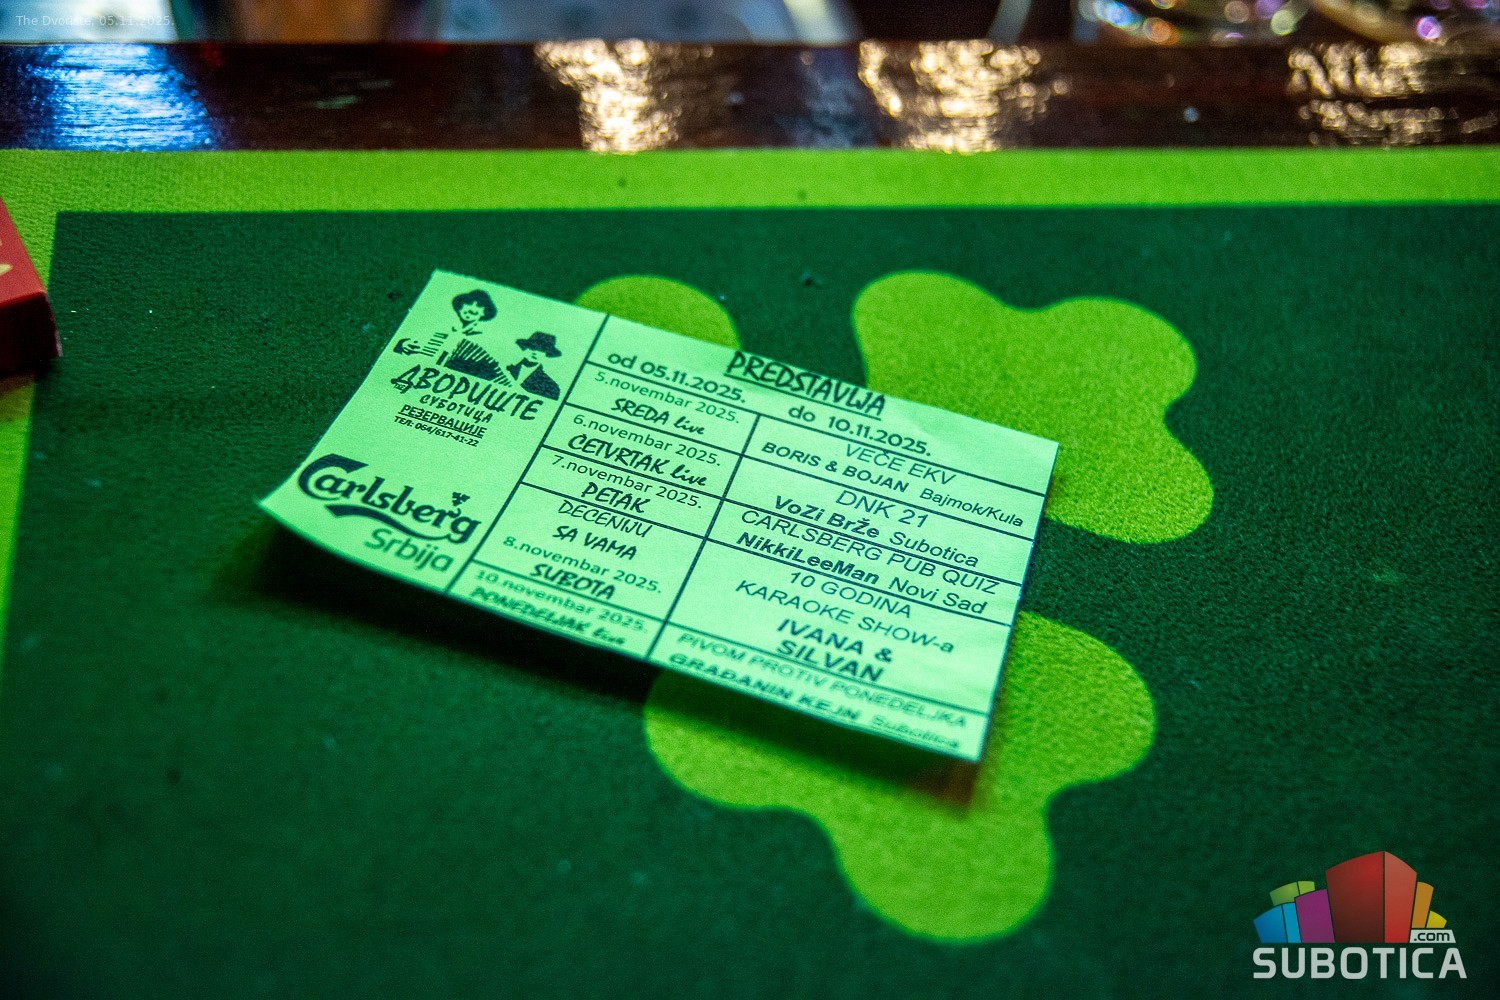 The Dvorište, 05.11.2025.
ДВОРИШТЕ
СУБОТИЦА
РЕЗЕРВАЦИЈЕ
ТЕЛ: 064/617-41-22
Carlsberg
Srbija
PREDSTAVLJA
od 05.11.2025. do 10.11.2025.
5.novembar 2025.
SREDA live
VEČE EKV
BORIS & BOJAN Bajmok/Kula
6.novembar 2025.
ČETVRTAK live
DNK 21
VoZi BrŽe Subotica
7.novembar 2025.
PETAK
CARLSBERG PUB QUIZ
NikkiLeeMan Novi Sad
DECENIJU
SA VAMA
8.novembar 2025.
SUBOTA
10 GODINA
KARAOKE SHOW-a
IVANA &
SILVAN
10.novembar 2025.
PONEDELJAK live
PIVOM PROTIV PONEDELJKA
GRAĐANIN KEJN Subotica
.com
SUBOTICA